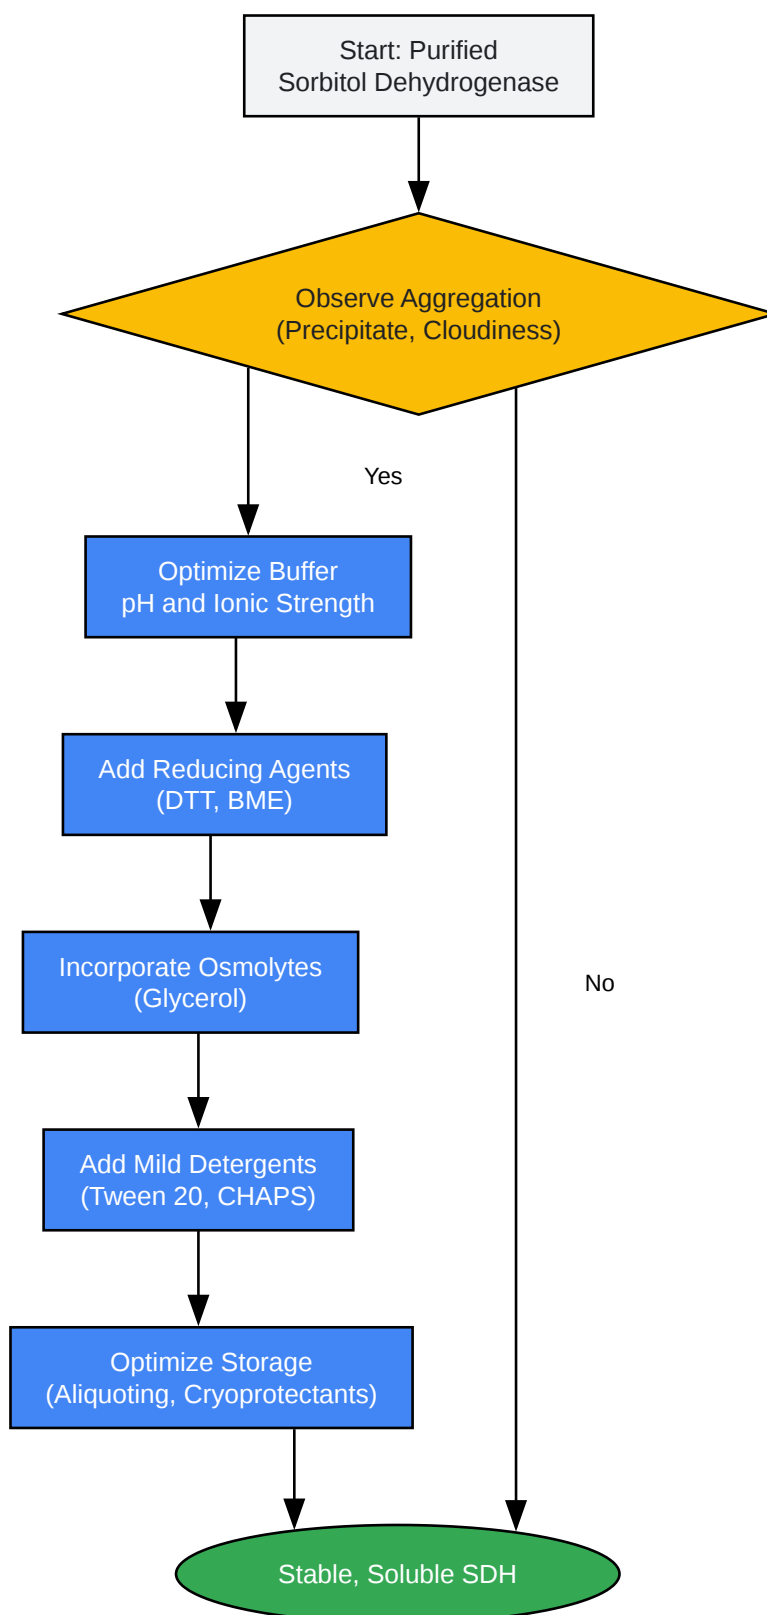 Start: Purified
Sorbitol Dehydrogenase
Observe Aggregation
(Precipitate, Cloudiness)
Yes
Optimize Buffer
pH and Ionic Strength
Add Reducing Agents
(DTT, BME)
Incorporate Osmolytes
(Glycerol)
No
Add Mild Detergents
(Tween 20, CHAPS)
Optimize Storage
(Aliquoting, Cryoprotectants)
Stable, Soluble SDH